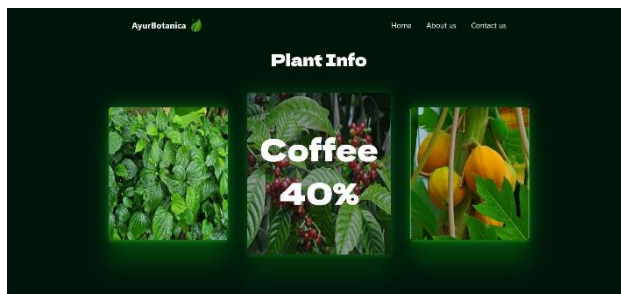 AyurBotanica
Home About us Contact us
Plant Info
Coffee
40%